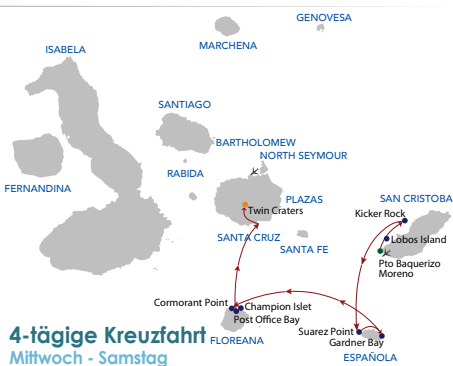 GENOVESA
MARCHENA
ISABELA
SANTIAGO
BARTHOLOMEW
NORTH SEYMOUR
RABIDA
FERNANDINA
PLAZAS
SAN CRISTOBA
Twin Craters
Kicker Rock
Lobos Island
SANTA CRUZ
SANTA FE
Pto Baquerizo
Moreno
Cormorant Point
Champion Islet
Post Office Bay
Suarez Point
Gardner Bay
FLOREANA
ESPAÑOLA
4-tägige Kreuzfahrt
Mittwoch - Samstag